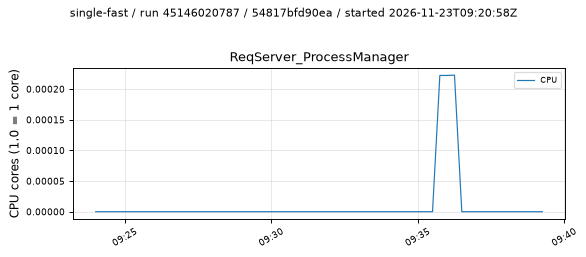 single-fast / run 45146020787 / 54817bfd90ea / started 2026-11-23T09:20:58Z
ReqServer_ProcessManager
CPU cores (1.0 = 1 core)
0.00020
0.00015
0.00010
0.00005
0.00000
CPU
09:25
09:30
09:35
09:40